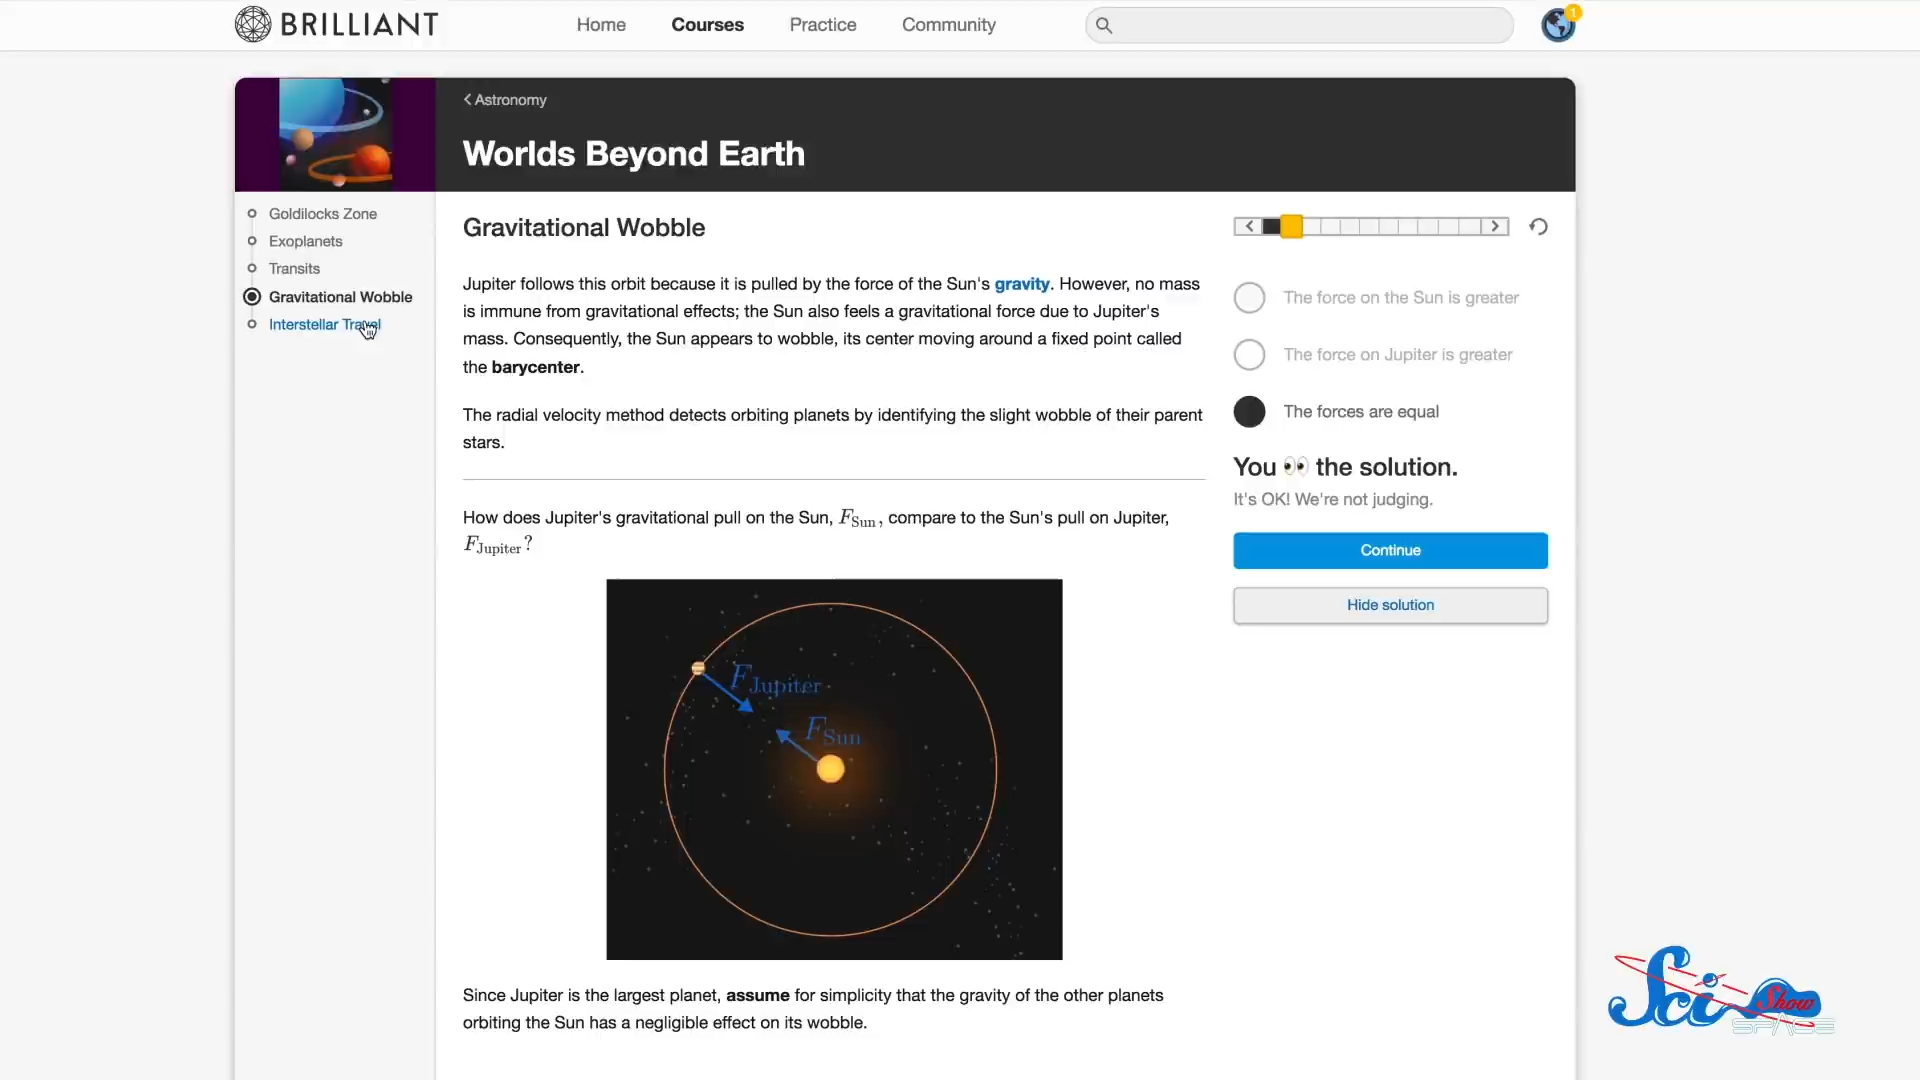 BRILLIANT
Home
Courses
Practice
Community
1
Astronomy
Worlds Beyond Earth
Goldilocks Zone
Exoplanets
Transits
Gravitational Wobble
Interstellar Travel
Gravitational Wobble
Jupiter follows this orbit because it is pulled by the force of the Sun's gravity. However, no mass
is immune from gravitational effects; the Sun also feels a gravitational force due to Jupiter's
mass. Consequently, the Sun appears to wobble, its center moving around a fixed point called
the barycenter.
The radial velocity method detects orbiting planets by identifying the slight wobble of their parent
stars.
How does Jupiter's gravitational pull on the Sun, F_Sun, compare to the Sun's pull on Jupiter,
F_Jupiter?
F_Jupiter
F_Sun
Since Jupiter is the largest planet, assume for simplicity that the gravity of the other planets
orbiting the Sun has a negligible effect on its wobble.
The force on the Sun is greater
The force on Jupiter is greater
The forces are equal
You 👀 the solution.
It's OK! We're not judging.
Continue
Hide solution
Sci Show
SPACE